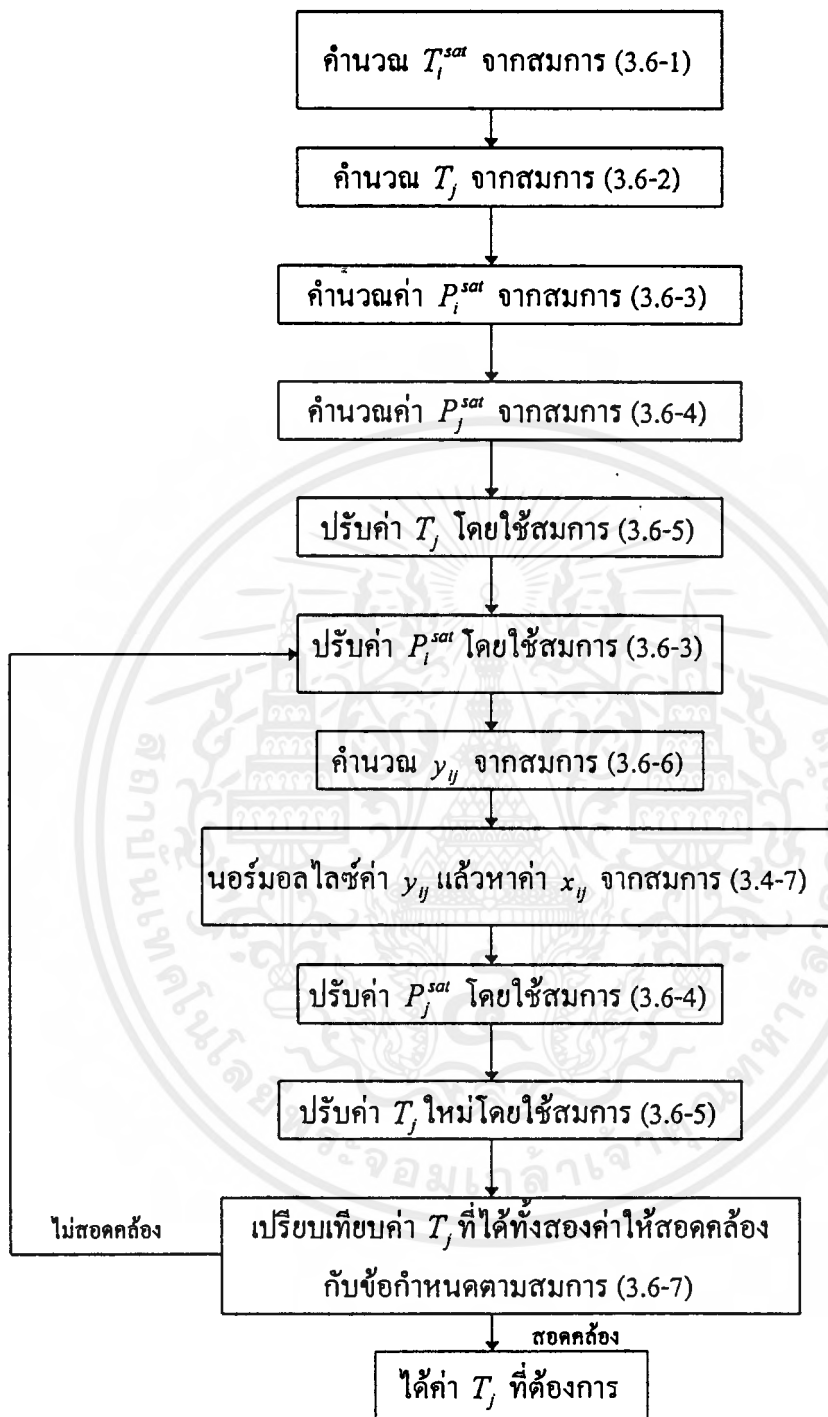 คำนวณ T_i^{sat} จากสมการ (3.6-1)
คำนวณ T_j จากสมการ (3.6-2)
คำนวณค่า P_i^{sat} จากสมการ (3.6-3)
คำนวณค่า P_j^{sat} จากสมการ (3.6-4)
ปรับค่า T_j โดยใช้สมการ (3.6-5)
ปรับค่า P_i^{sat} โดยใช้สมการ (3.6-3)
คำนวณ y_{ij} จากสมการ (3.6-6)
นอร์มอลไลซ์ค่า y_{ij} แล้วหาค่า x_{ij} จากสมการ (3.4-7)
ปรับค่า P_j^{sat} โดยใช้สมการ (3.6-4)
ปรับค่า T_j ใหม่โดยใช้สมการ (3.6-5)
ไม่สอดคล้อง
เปรียบเทียบค่า T_j ที่ได้ทั้งสองค่าให้สอดคล้อง
กับข้อกำหนดตามสมการ (3.6-7)
สอดคล้อง
ได้ค่า T_j ที่ต้องการ